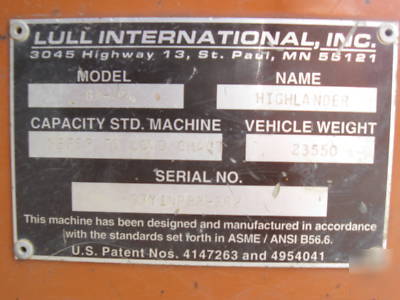 LULL INTERNATIONAL, INC.
3045 Highway 13, St. Paul, MN 55121
MODEL NAME
HIGHLANDER
CAPACITY STD. MACHINE VEHICLE WEIGHT
23550
SERIAL NO.
This machine has been designed and manufactured in accordance
with the standards set forth in ASME / ANSI B56.6.
U.S. Patent Nos. 4147263 and 4954041